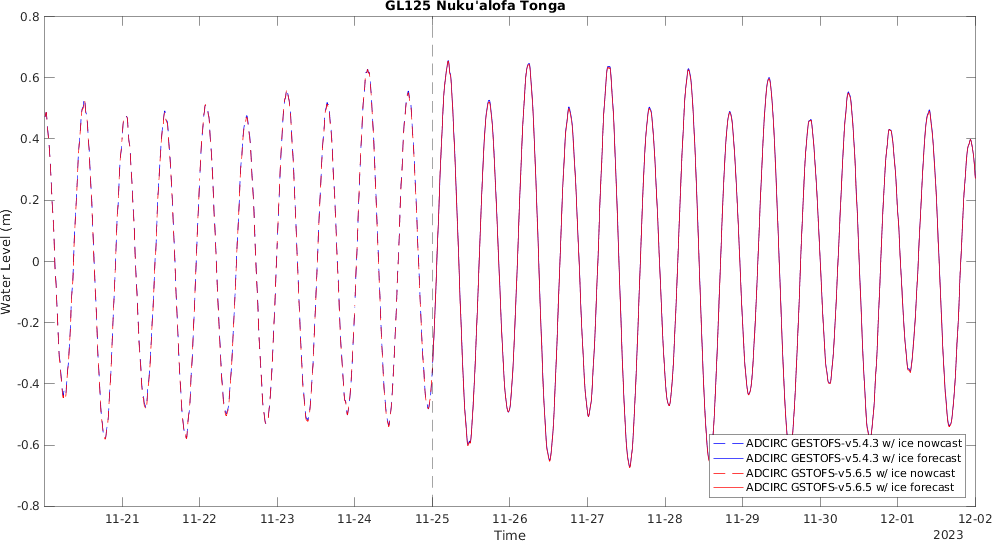 GL125 Nuku'alofa Tonga
0.8
0.6
0.4
0.2
0
-0.2
-0.4
-0.6
-0.8
Water Level (m)
ADCIRC GESTOFS-v5.4.3 w/ ice nowcast
ADCIRC GESTOFS-v5.4.3 w/ ice forecast
ADCIRC GSTOFS-v5.6.5 w/ ice nowcast
ADCIRC GSTOFS-v5.6.5 w/ ice forecast
11-21 11-22 11-23 11-24 11-25 11-26 11-27 11-28 11-29 11-30 12-01 12-02
Time
2023